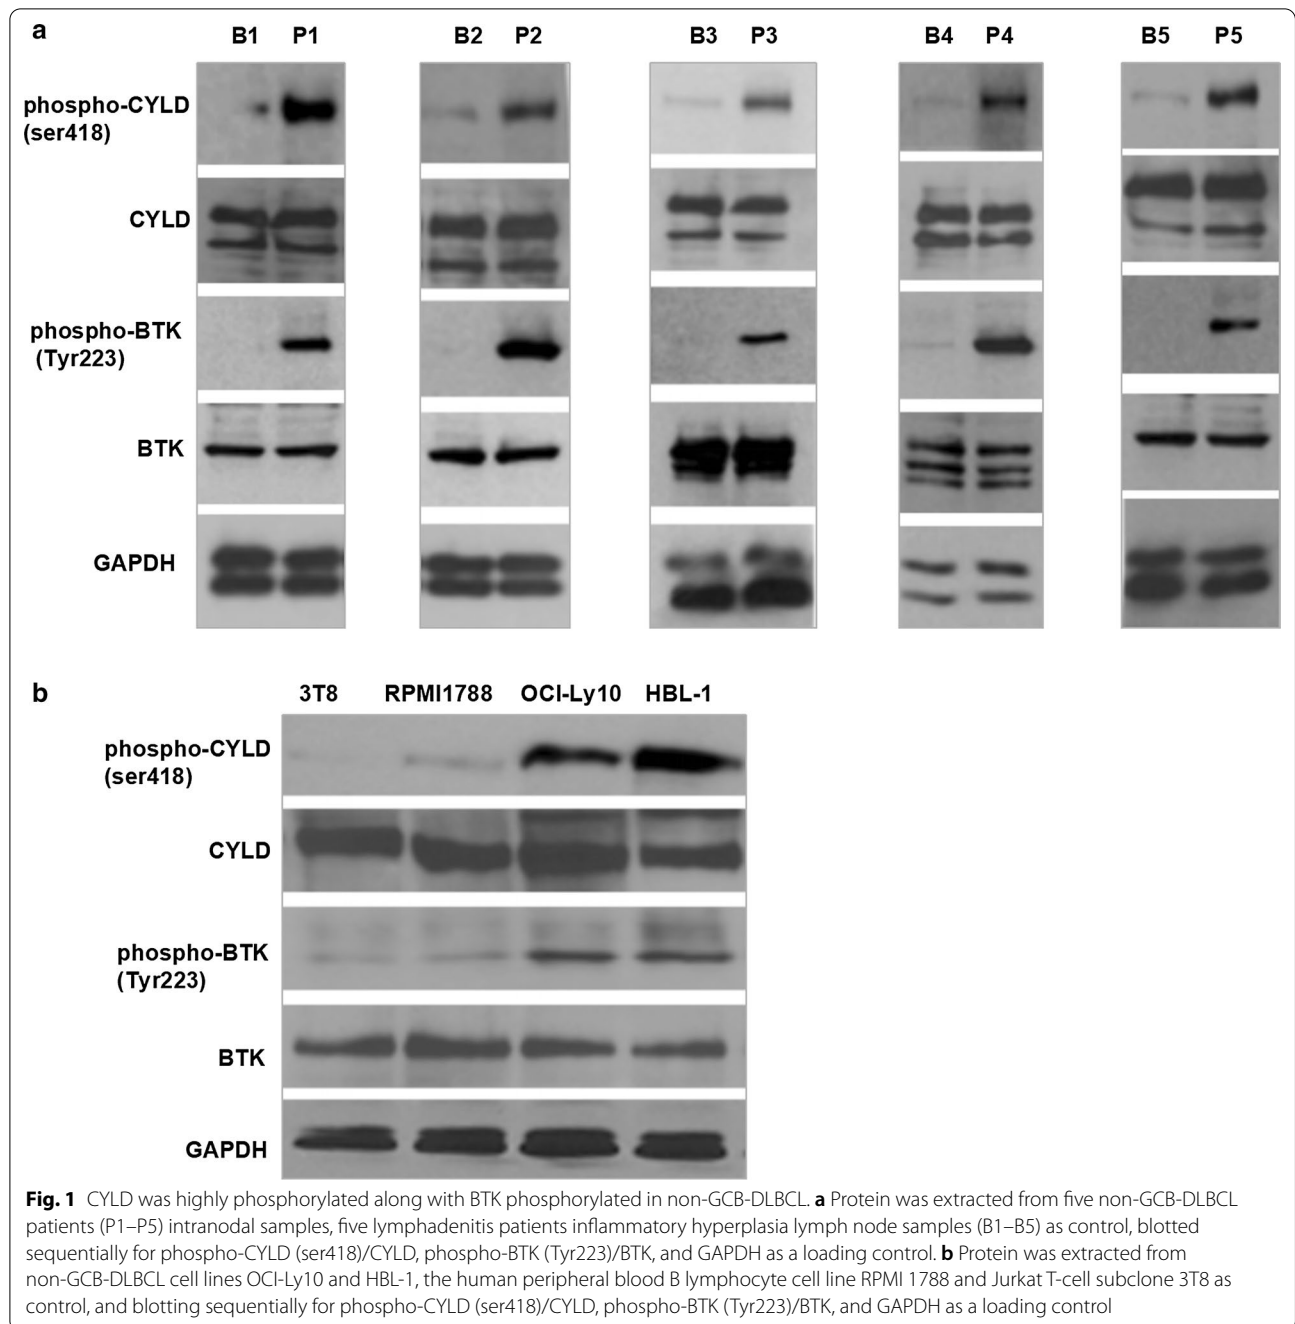 a
B1 P1 B2 P2 B3 P3 B4 P4 B5 P5
phospho-CYLD
(ser418)
CYLD
phospho-BTK
(Tyr223)
BTK
GAPDH
b
3T8 RPMI1788 OCI-Ly10 HBL-1
phospho-CYLD
(ser418)
CYLD
phospho-BTK
(Tyr223)
BTK
GAPDH
Fig. 1 CYLD was highly phosphorylated along with BTK phosphorylated in non-GCB-DLBCL. a Protein was extracted from five non-GCB-DLBCL
patients (P1–P5) intranodal samples, five lymphadenitis patients inflammatory hyperplasia lymph node samples (B1–B5) as control, blotted
sequentially for phospho-CYLD (ser418)/CYLD, phospho-BTK (Tyr223)/BTK, and GAPDH as a loading control. b Protein was extracted from
non-GCB-DLBCL cell lines OCI-Ly10 and HBL-1, the human peripheral blood B lymphocyte cell line RPMI 1788 and Jurkat T-cell subclone 3T8 as
control, and blotting sequentially for phospho-CYLD (ser418)/CYLD, phospho-BTK (Tyr223)/BTK, and GAPDH as a loading control